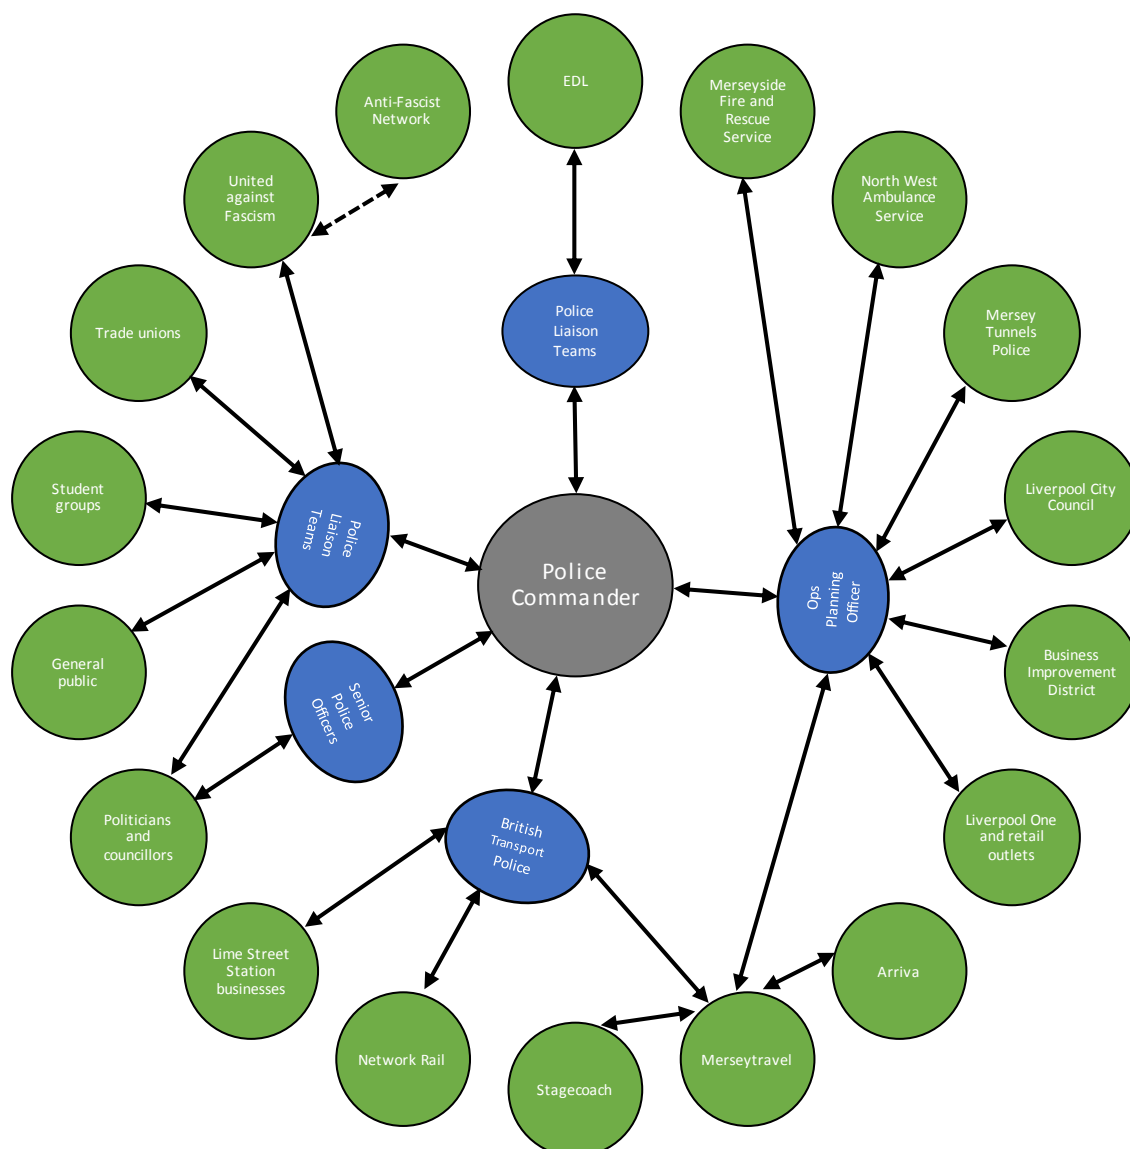 EDL
Anti-Fascist
Network
Merseyside
Fire and
Rescue
Service
United
against
Fascism
North West
Ambulance
Service
Police
Liaison
Teams
Trade unions
Mersey
Tunnels
Police
Student
groups
Police
Liaison
Teams
Liverpool City
Council
Police
Commander
Ops
Planning
Officer
General
public
Senior
Police
Officers
Business
Improvement
District
Politicians
and
councillors
British
Transport
Police
Liverpool One
and retail
outlets
Lime Street
Station
businesses
Arriva
Network Rail
Merseytravel
Stagecoach